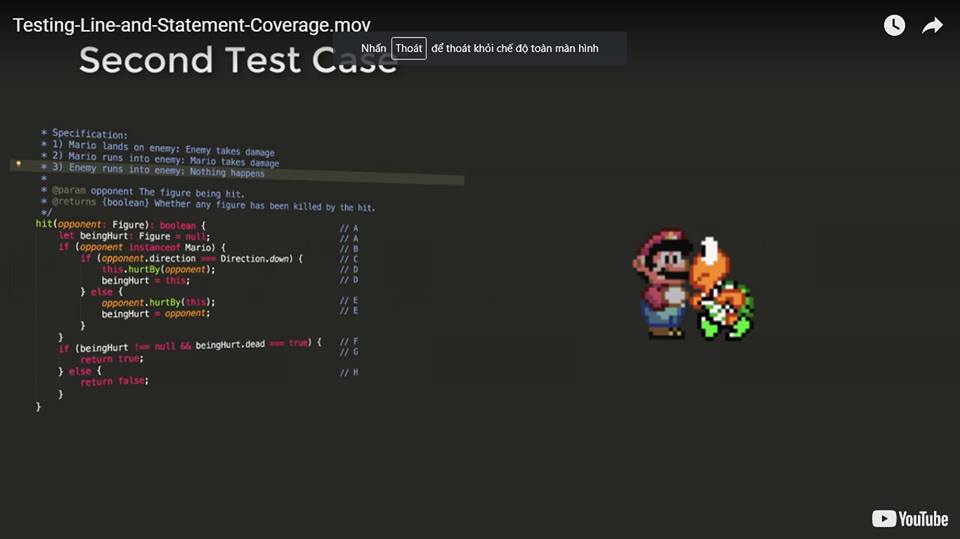 Testing-Line-and-Statement-Coverage.mov
Nhấn Thoát để thoát khỏi chế độ toàn màn hình
Second Test Case
* Specification:
* 1) Mario lands on enemy: Enemy takes damage
* 2) Mario runs into enemy: Mario takes damage
* 3) Enemy runs into enemy: Nothing happens
*
* @param opponent The figure being hit.
* @returns {boolean} Whether any figure has been killed by the hit.
*/
hit(opponent: Figure): boolean { // A
let beingHurt: Figure = null; // A
if (opponent instanceof Mario) { // B
if (opponent.direction === Direction.down) { // C
this.hurtBy(opponent); // D
beingHurt = this; // D
} else {
opponent.hurtBy(this); // E
beingHurt = opponent; // E
}
}
if (beingHurt !== null && beingHurt.dead === true) { // F
return true; // G
} else {
return false; // H
}
}
YouTube